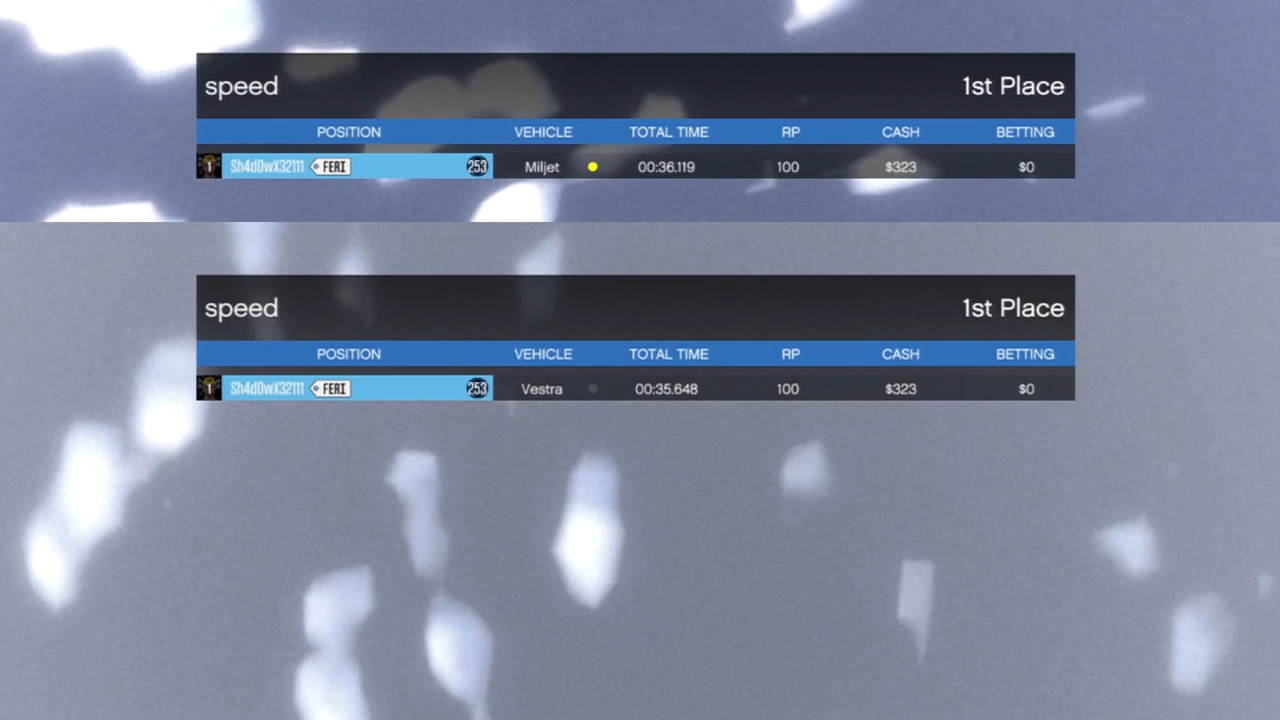 speed 1st Place
POSITION VEHICLE TOTAL TIME RP CASH BETTING
Sh4d0wX32111 FERI 253 Miljet 00:36.119 100 $323 $0
speed 1st Place
POSITION VEHICLE TOTAL TIME RP CASH BETTING
Sh4d0wX32111 FERI 253 Vestra 00:35.648 100 $323 $0